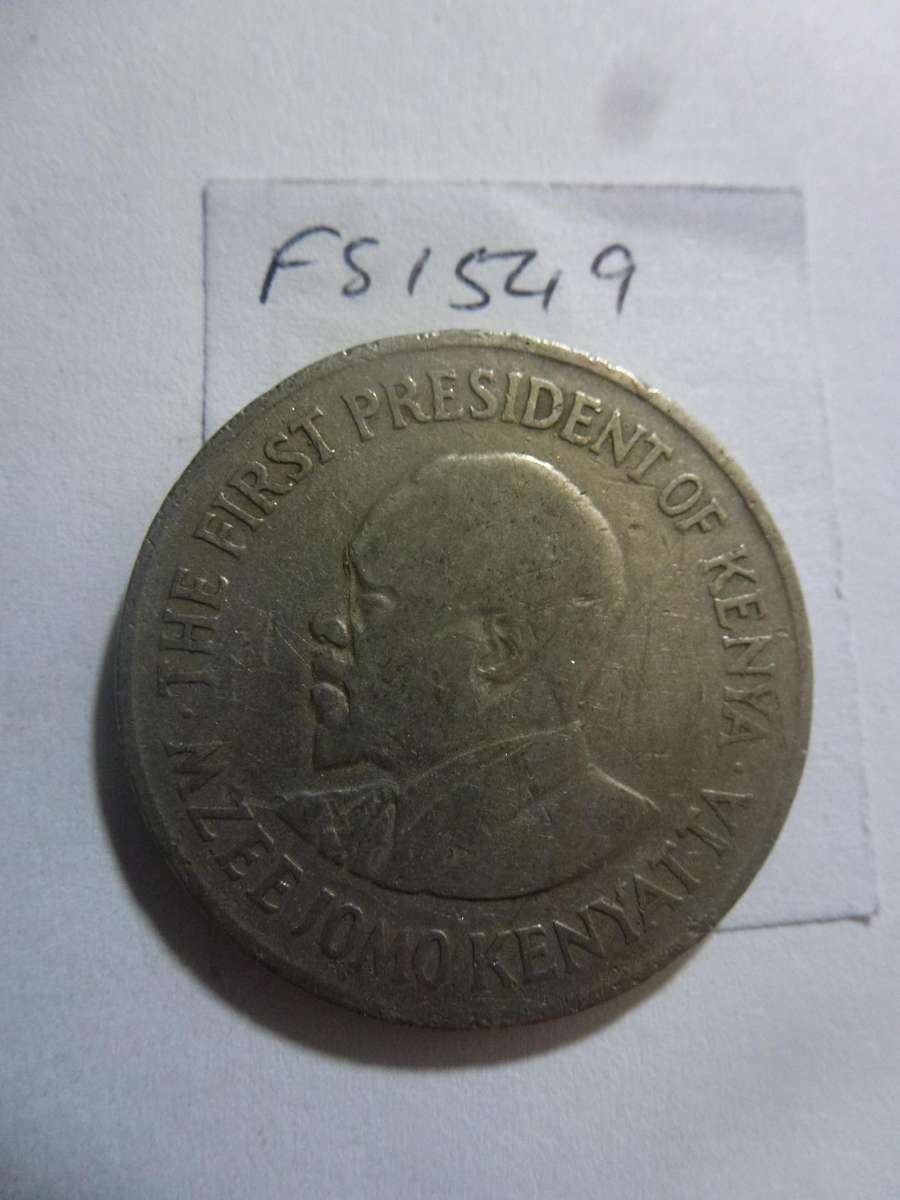 FS1549
· THE FIRST PRESIDENT OF KENYA ·
MZEE JOMO KENYATTA